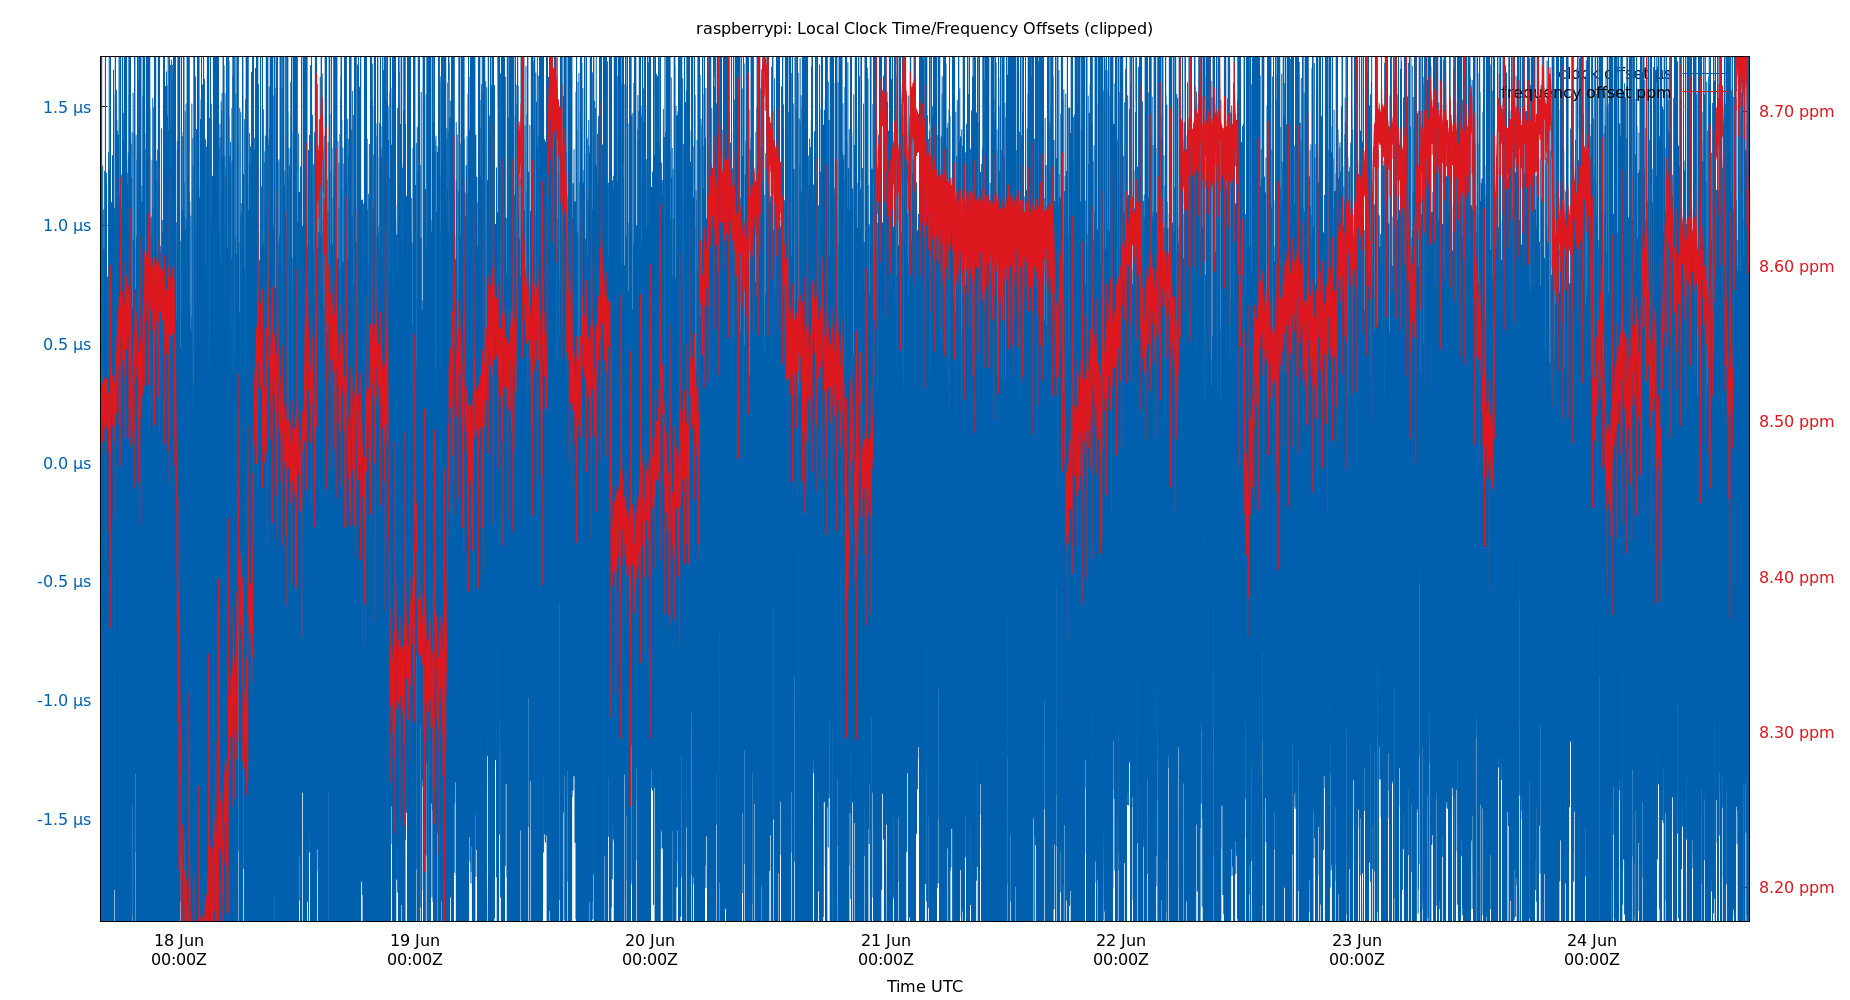 raspberrypi: Local Clock Time/Frequency Offsets (clipped)
clock offset µs
frequency offset ppm
1.5 µs
1.0 µs
0.5 µs
0.0 µs
-0.5 µs
-1.0 µs
-1.5 µs
8.70 ppm
8.60 ppm
8.50 ppm
8.40 ppm
8.30 ppm
8.20 ppm
18 Jun
00:00Z
19 Jun
00:00Z
20 Jun
00:00Z
21 Jun
00:00Z
22 Jun
00:00Z
23 Jun
00:00Z
24 Jun
00:00Z
Time UTC